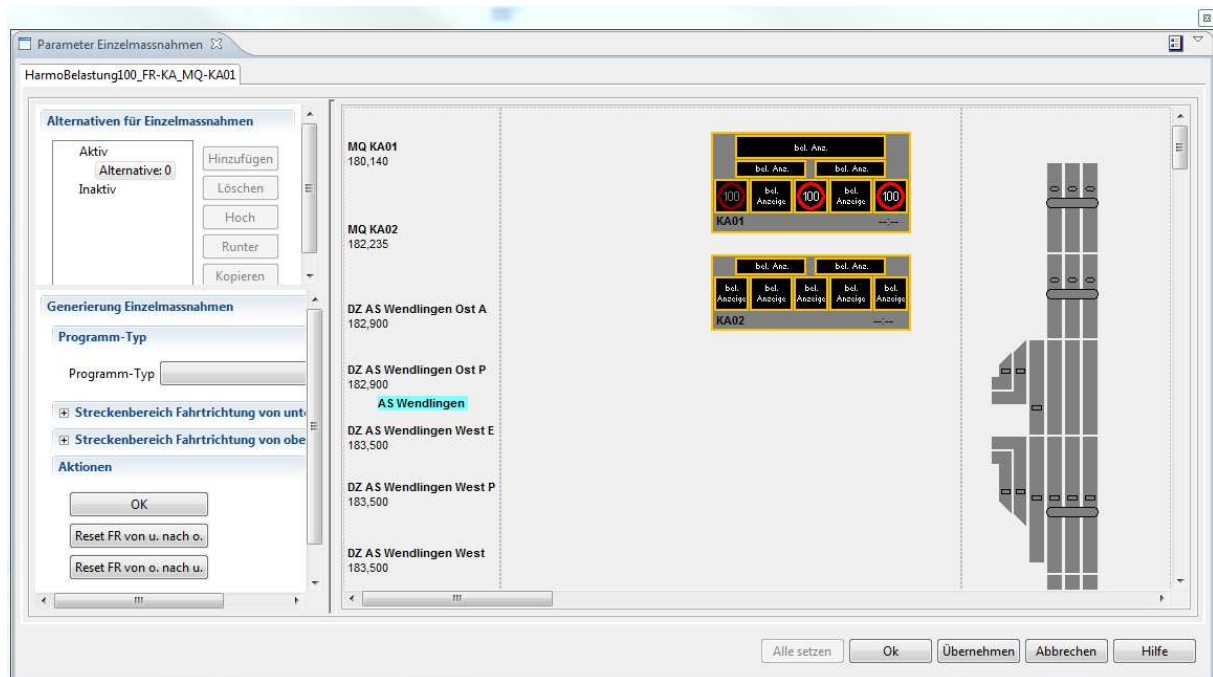 Parameter Einzelmassnahmen
HarmoBelastung100_FR-KA_MQ-KA01
Alternativen für Einzelmassnahmen
Aktiv
Alternative: 0
Inaktiv
Hinzufügen
Löschen
Hoch
Runter
Kopieren
Generierung Einzelmassnahmen
Programm-Typ
Programm-Typ
Streckenbereich Fahrtrichtung von unt
Streckenbereich Fahrtrichtung von obe
Aktionen
OK
Reset FR von u. nach o.
Reset FR von o. nach u.
MQ KA01
180,140
MQ KA02
182,235
DZ AS Wendlingen Ost A
182,900
DZ AS Wendlingen Ost P
182,900
AS Wendlingen
DZ AS Wendlingen West E
183,500
DZ AS Wendlingen West P
183,500
DZ AS Wendlingen West
183,500
bel. Anz.
bel. Anz. bel. Anz.
100 bel. Anzeige 100 bel. Anzeige 100
KA01 --:--
bel. Anz. bel. Anz.
bel. bel. bel. bel. bel.
Anzeige Anzeige Anzeige Anzeige Anzeige
KA02 --:--
Alle setzen Ok Übernehmen Abbrechen Hilfe